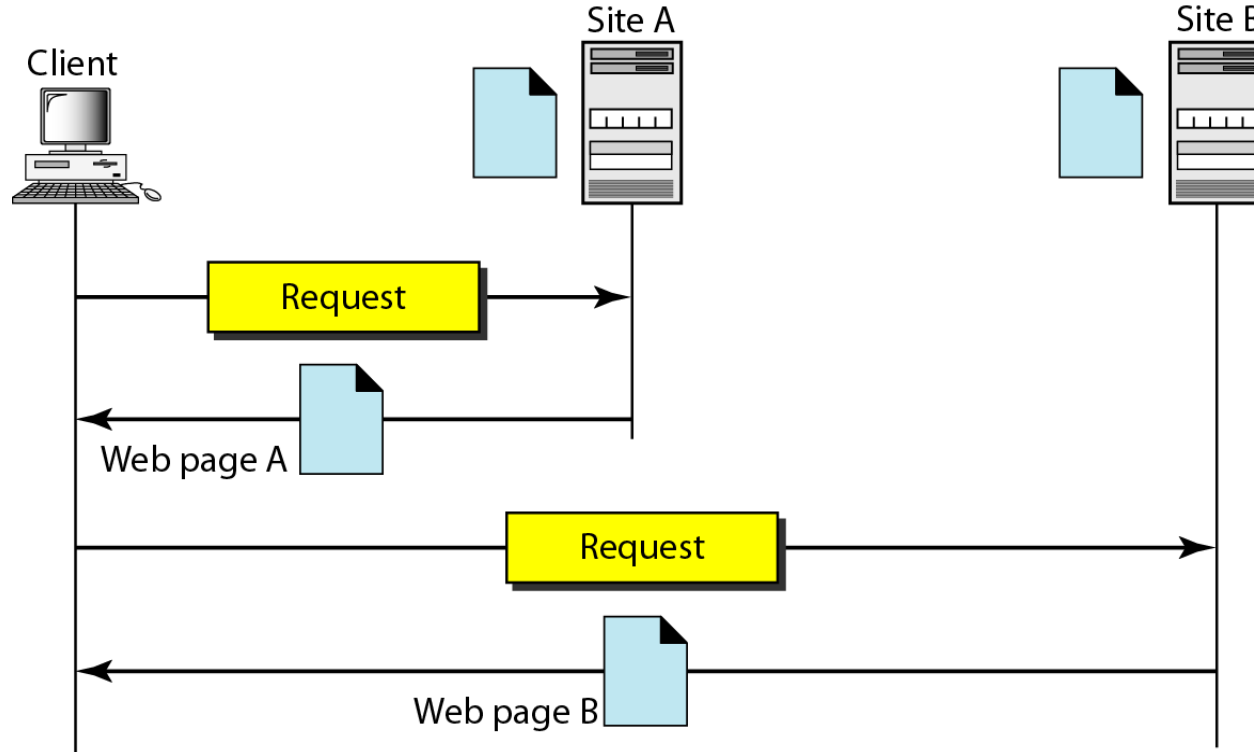 Site A
Site B
Client
Request
Web page A
Request
Web page B